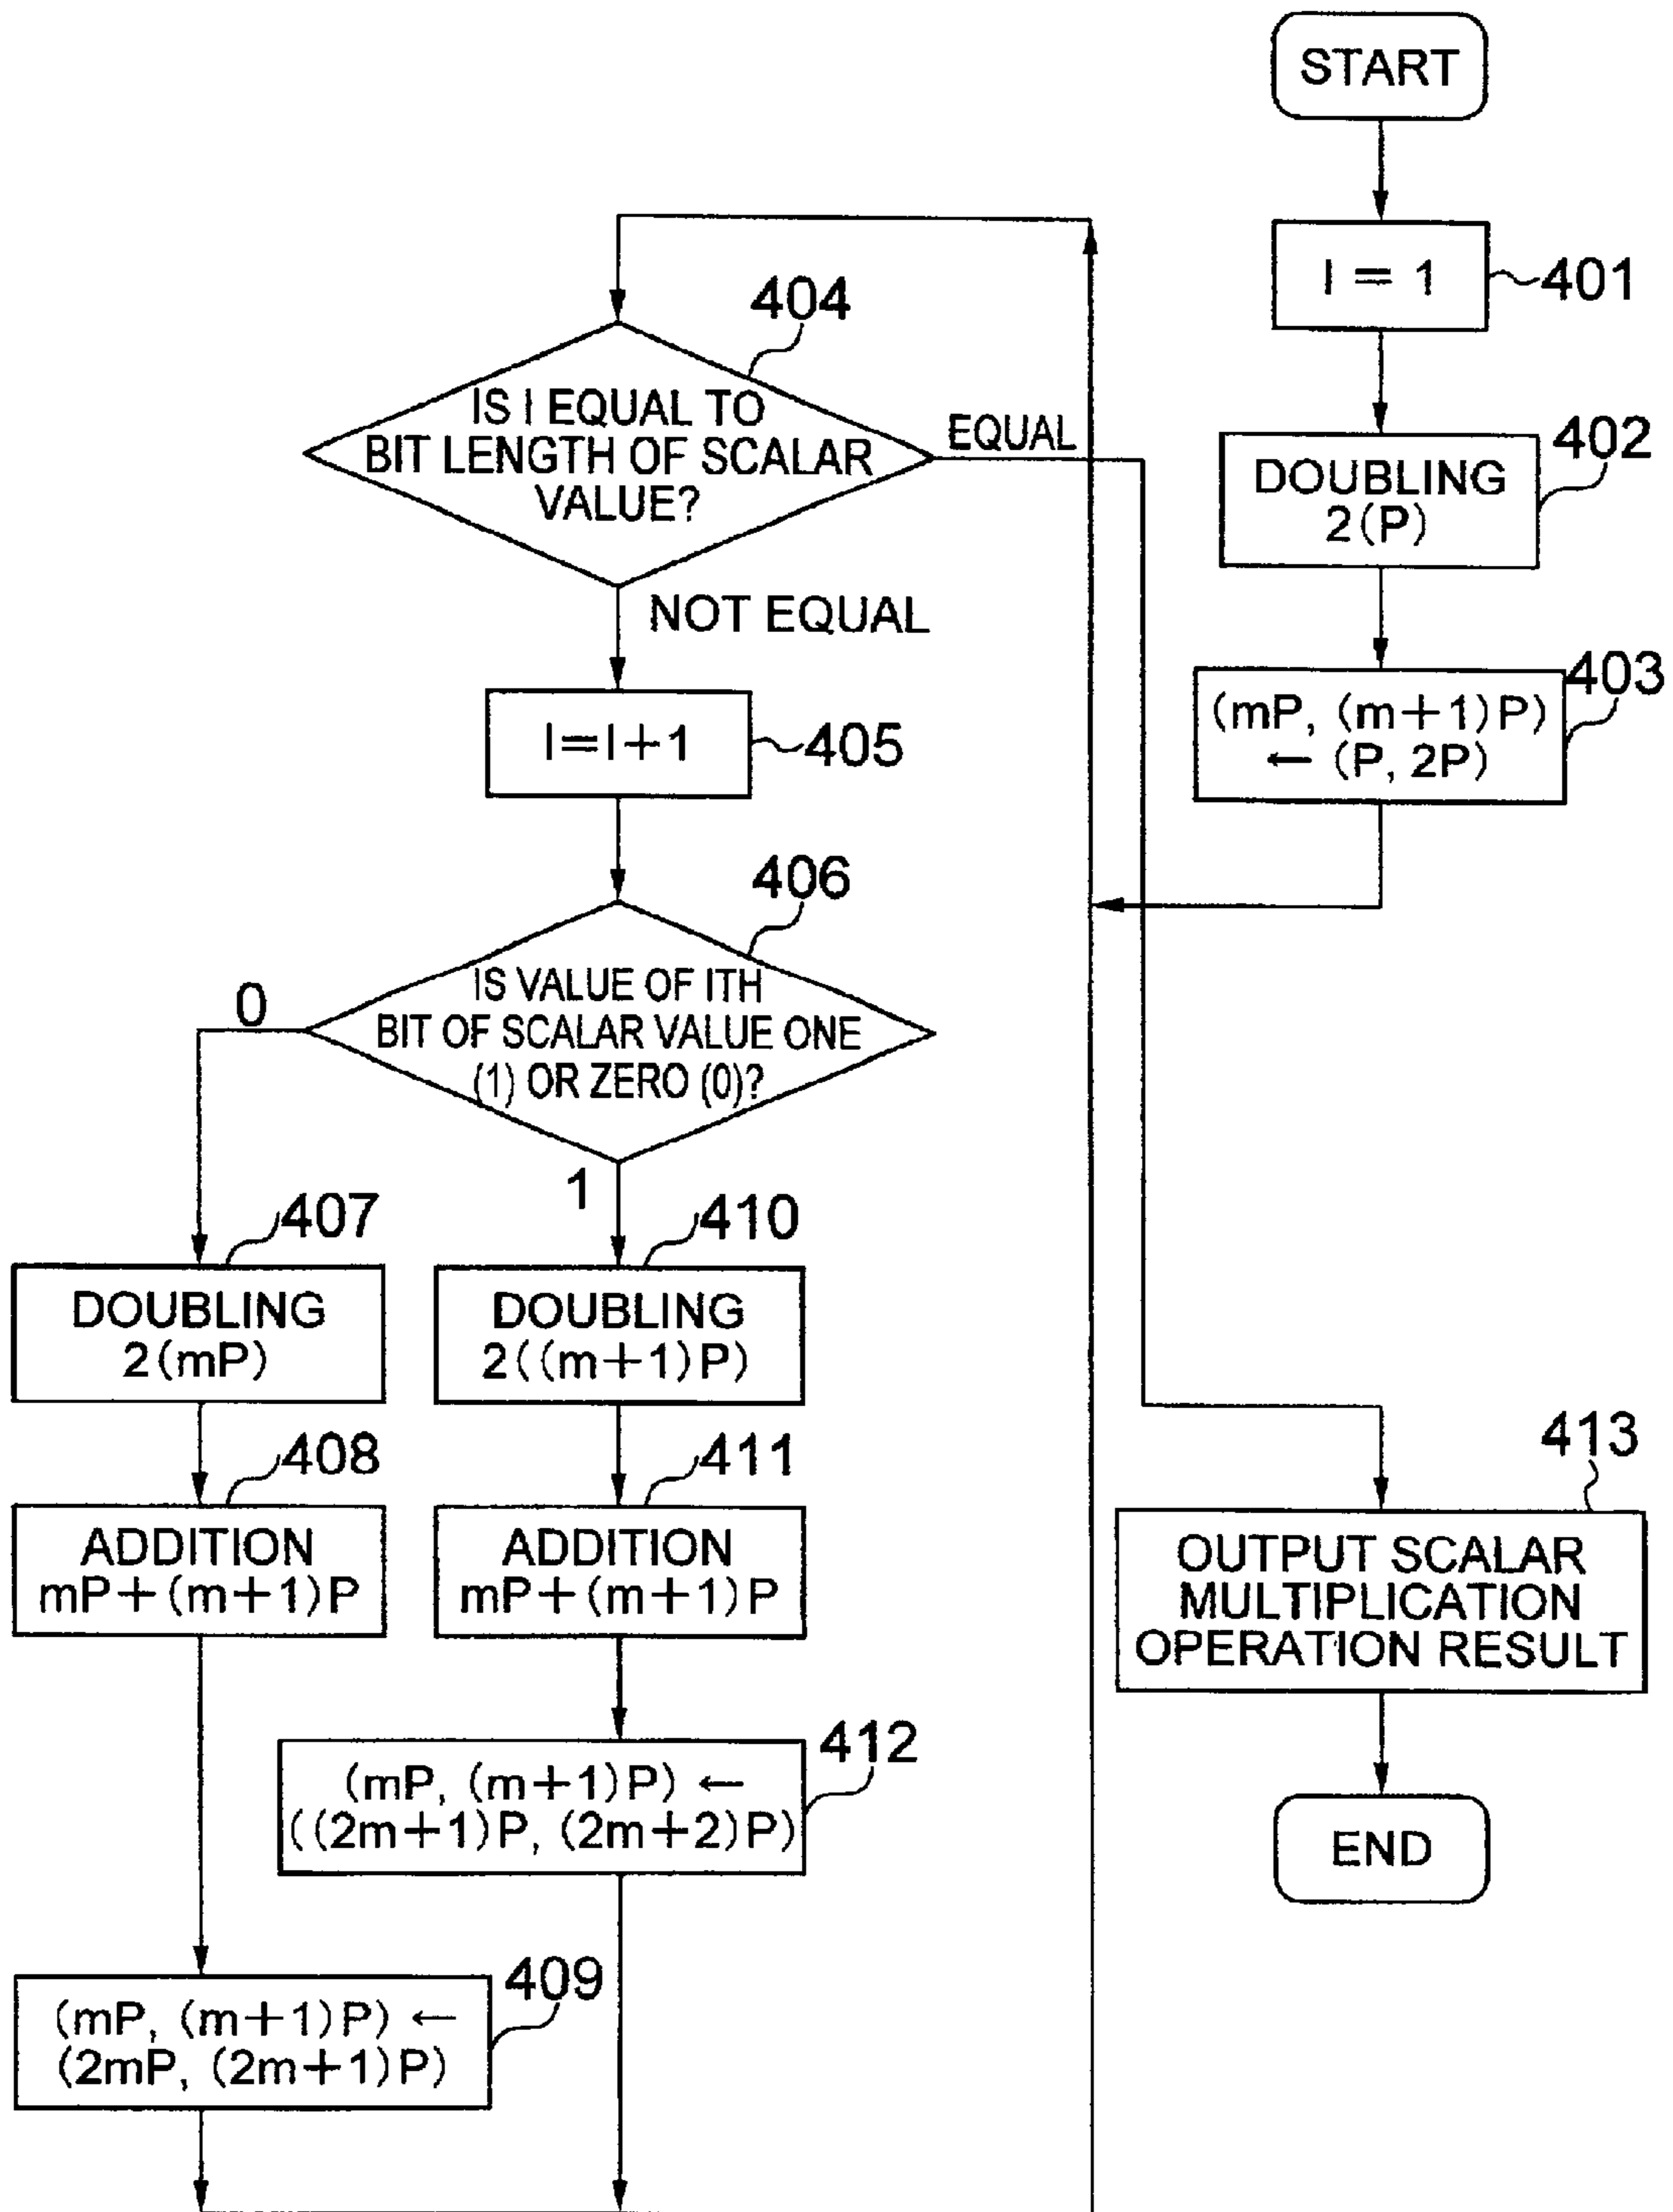 START
I = 1
401
DOUBLING
2(P)
402
(mP, (m+1)P)
← (P, 2P)
403
404
IS I EQUAL TO
BIT LENGTH OF SCALAR
VALUE?
EQUAL
NOT EQUAL
I=I+1
405
406
IS VALUE OF ITH
BIT OF SCALAR VALUE ONE
(1) OR ZERO (0)?
0
1
407
DOUBLING
2(mP)
408
ADDITION
mP+(m+1)P
409
(mP, (m+1)P) ←
(2mP, (2m+1)P)
410
DOUBLING
2((m+1)P)
411
ADDITION
mP+(m+1)P
412
(mP, (m+1)P) ←
((2m+1)P, (2m+2)P)
413
OUTPUT SCALAR
MULTIPLICATION
OPERATION RESULT
END